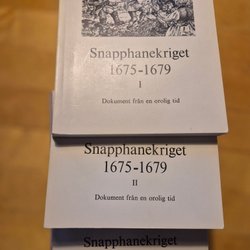 Snapphanekriget
1675-1679
I
Dokument från en orolig tid
Snapphanekriget
1675-1679
II
Dokument från en orolig tid
Snapphanekriget